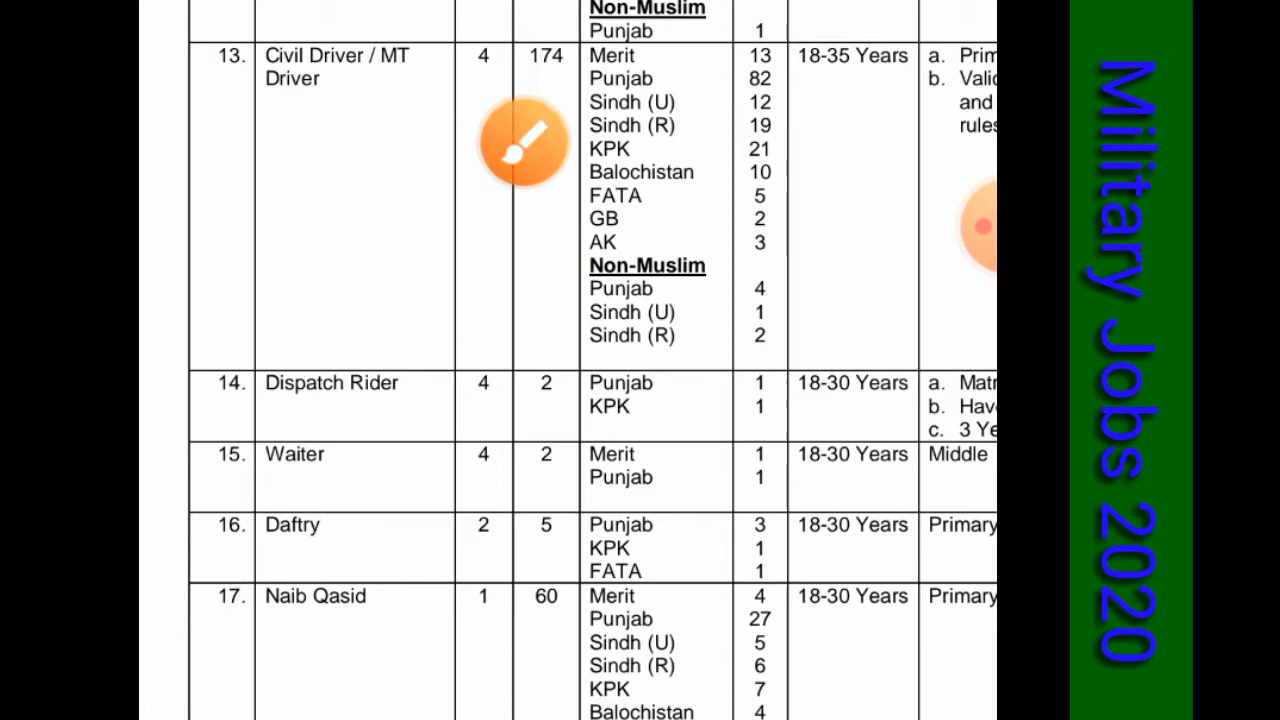 Non-Muslim
Punjab 1
13. Civil Driver / MT 4 174 Merit 13 18-35 Years a. Prim
Driver Punjab 82 b. Valid
Sindh (U) 12 and
Sindh (R) 19 rules
KPK 21
Balochistan 10
FATA 5
GB 2
AK 3
Non-Muslim
Punjab 4
Sindh (U) 1
Sindh (R) 2
14. Dispatch Rider 4 2 Punjab 1 18-30 Years a. Matr
KPK 1 b. Hav
c. 3 Ye
15. Waiter 4 2 Merit 1 18-30 Years Middle
Punjab 1
16. Daftry 2 5 Punjab 3 18-30 Years Primary
KPK 1
FATA 1
17. Naib Qasid 1 60 Merit 4 18-30 Years Primary
Punjab 27
Sindh (U) 5
Sindh (R) 6
KPK 7
Balochistan 4
Military Jobs 2020